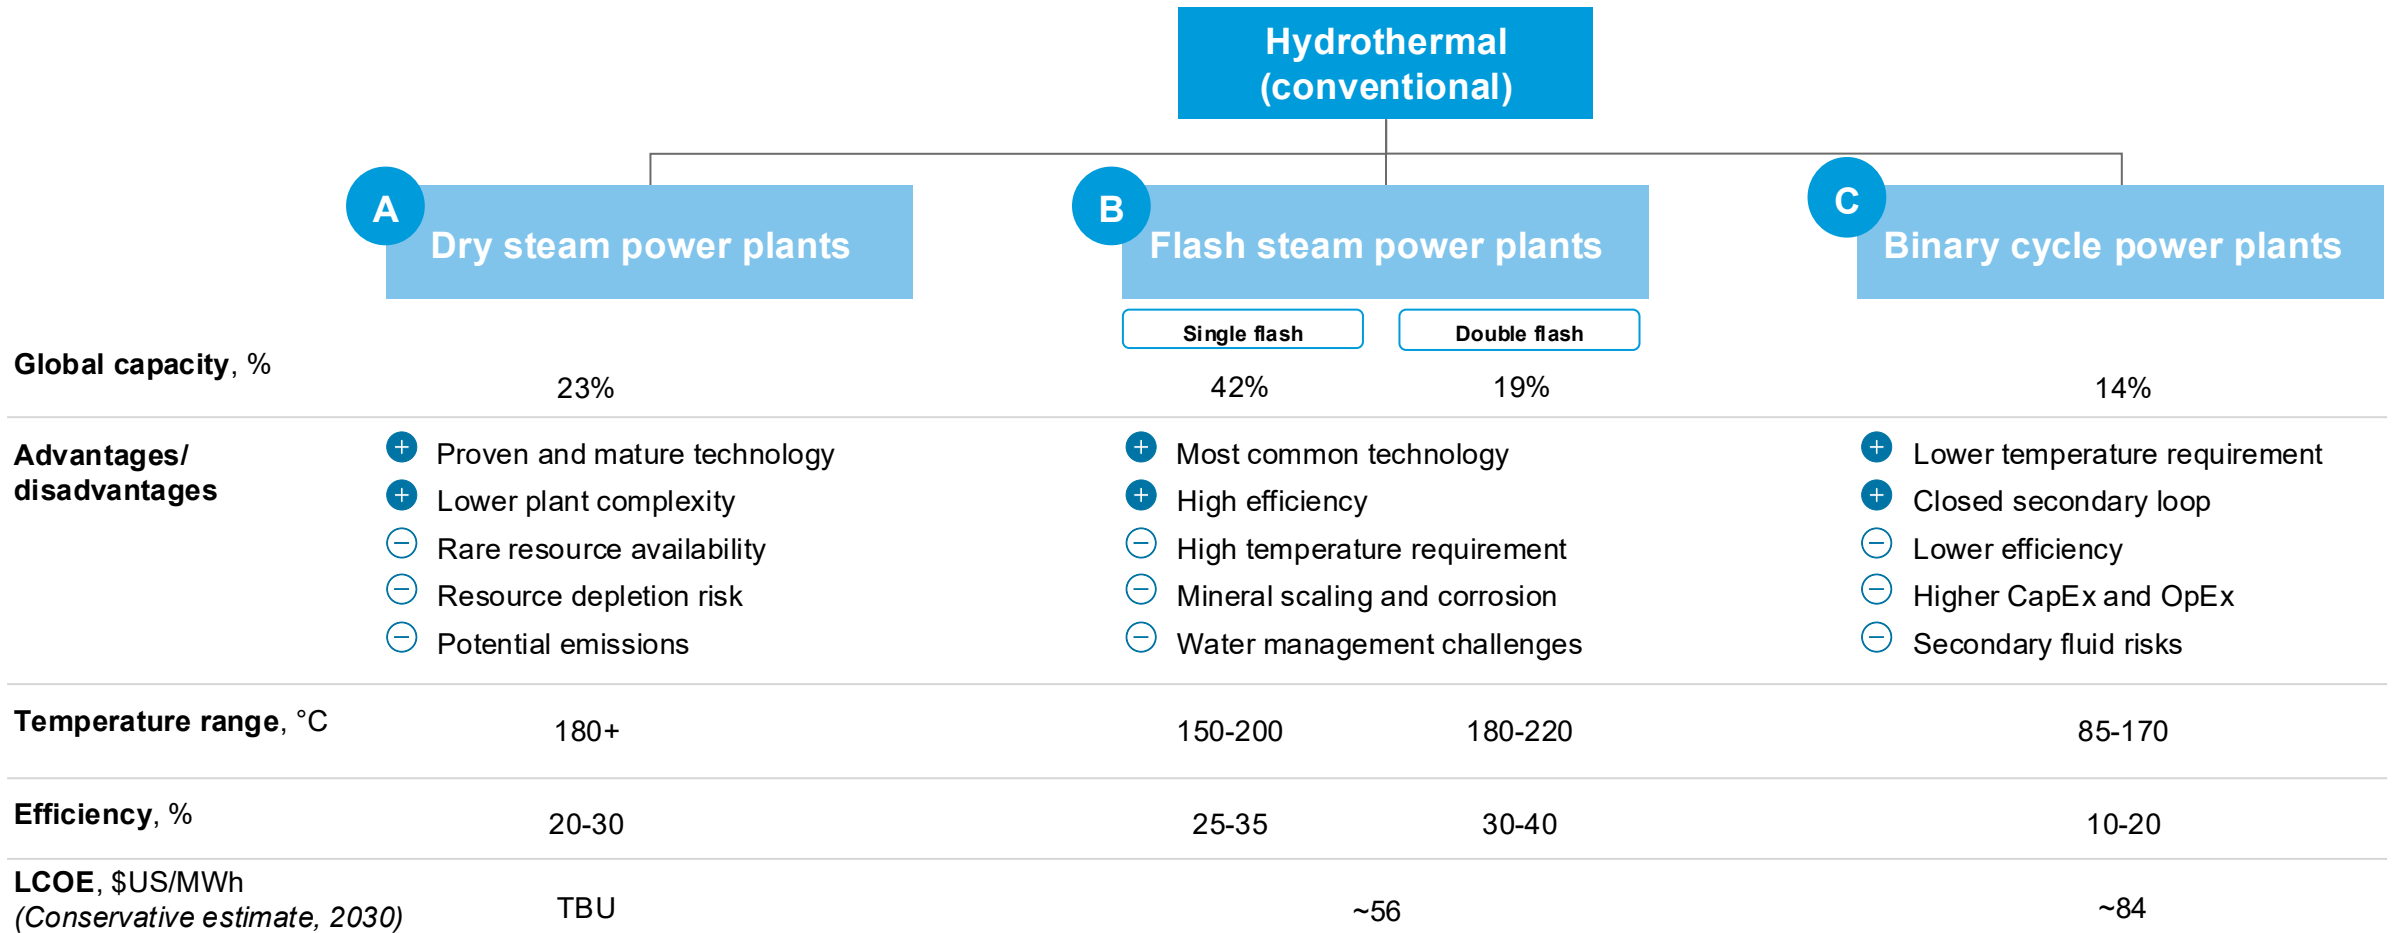 Hydrothermal
(conventional)
A
Dry steam power plants
B
Flash steam power plants
C
Binary cycle power plants
Single flash
Double flash
Global capacity, %
23%
42%
19%
14%
Advantages/
disadvantages
Proven and mature technology
Lower plant complexity
Rare resource availability
Resource depletion risk
Potential emissions
Most common technology
High efficiency
High temperature requirement
Mineral scaling and corrosion
Water management challenges
Lower temperature requirement
Closed secondary loop
Lower efficiency
Higher CapEx and OpEx
Secondary fluid risks
Temperature range, °C
180+
150-200
180-220
85-170
Efficiency, %
20-30
25-35
30-40
10-20
LCOE, $US/MWh
(Conservative estimate, 2030)
TBU
~56
~84